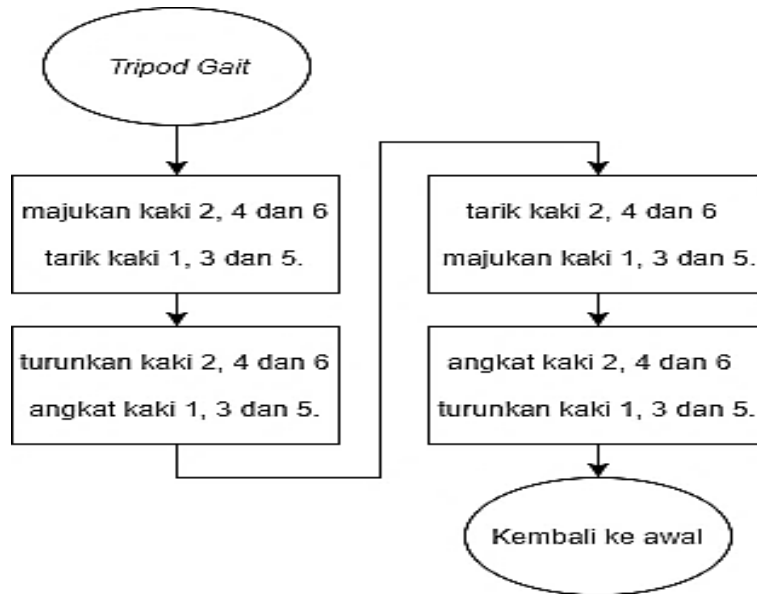 Tripod Gait
majukan kaki 2, 4 dan 6
tarik kaki 1, 3 dan 5.
turunkan kaki 2, 4 dan 6
angkat kaki 1, 3 dan 5.
tarik kaki 2, 4 dan 6
majukan kaki 1, 3 dan 5.
angkat kaki 2, 4 dan 6
turunkan kaki 1, 3 dan 5.
Kembali ke awal